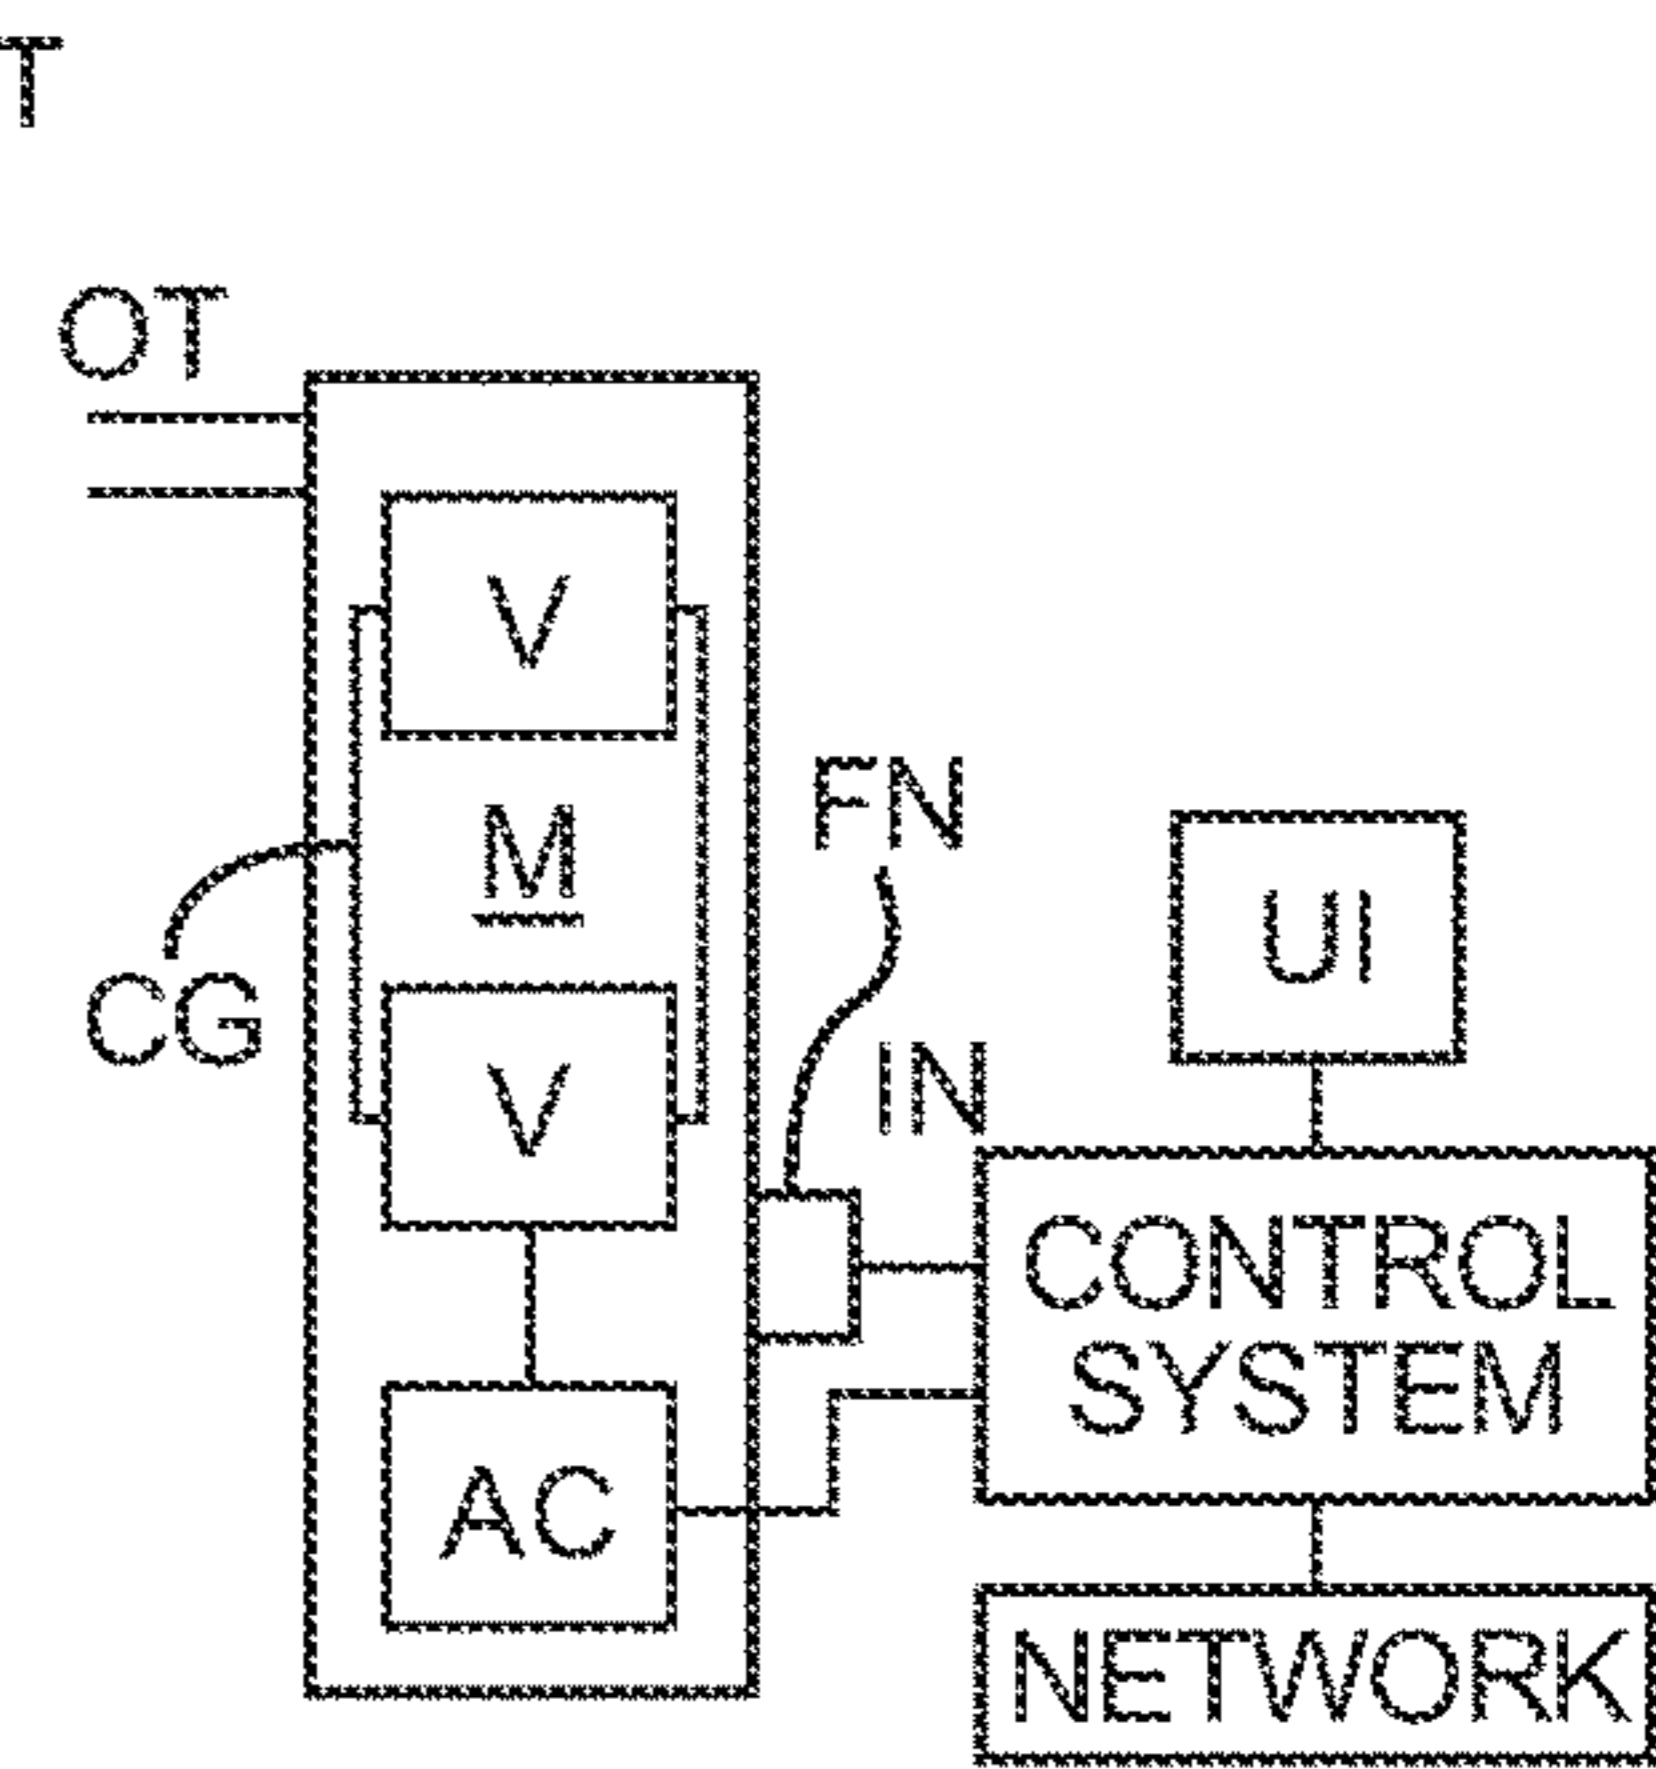 T
OT
V
M
FN
UI
CG
V
IN
CONTROL
SYSTEM
AC
NETWORK